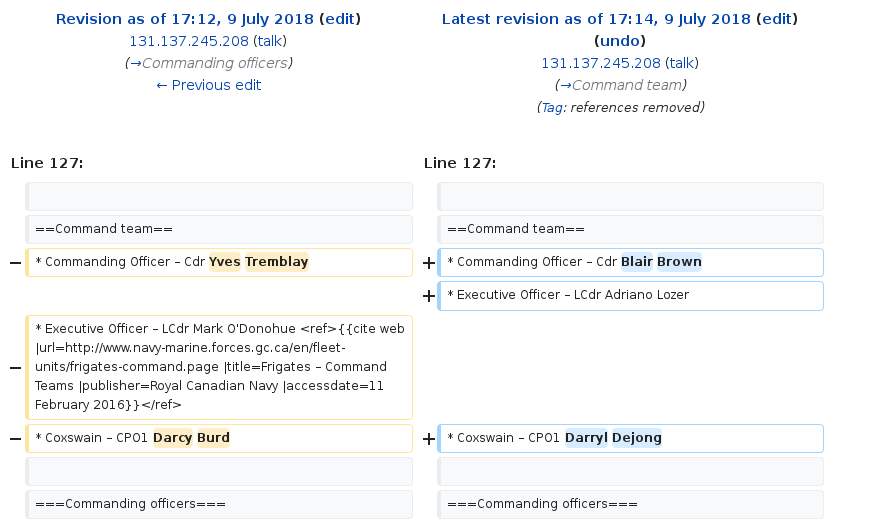 Revision as of 17:12, 9 July 2018 (edit)
131.137.245.208 (talk)
(→Commanding officers)
← Previous edit
Latest revision as of 17:14, 9 July 2018 (edit)
(undo)
131.137.245.208 (talk)
(→Command team)
(Tag: references removed)
Line 127:
Line 127:
==Command team==
==Command team==
− * Commanding Officer – Cdr Yves Tremblay
+ * Commanding Officer – Cdr Blair Brown
+ * Executive Officer – LCdr Adriano Lozer
* Executive Officer – LCdr Mark O'Donohue <ref>{{cite web
|url=http://www.navy-marine.forces.gc.ca/en/fleet-
− units/frigates-command.page |title=Frigates – Command
Teams |publisher=Royal Canadian Navy |accessdate=11
February 2016}}</ref>
− * Coxswain – CPO1 Darcy Burd
+ * Coxswain – CPO1 Darryl Dejong
===Commanding officers===
===Commanding officers===